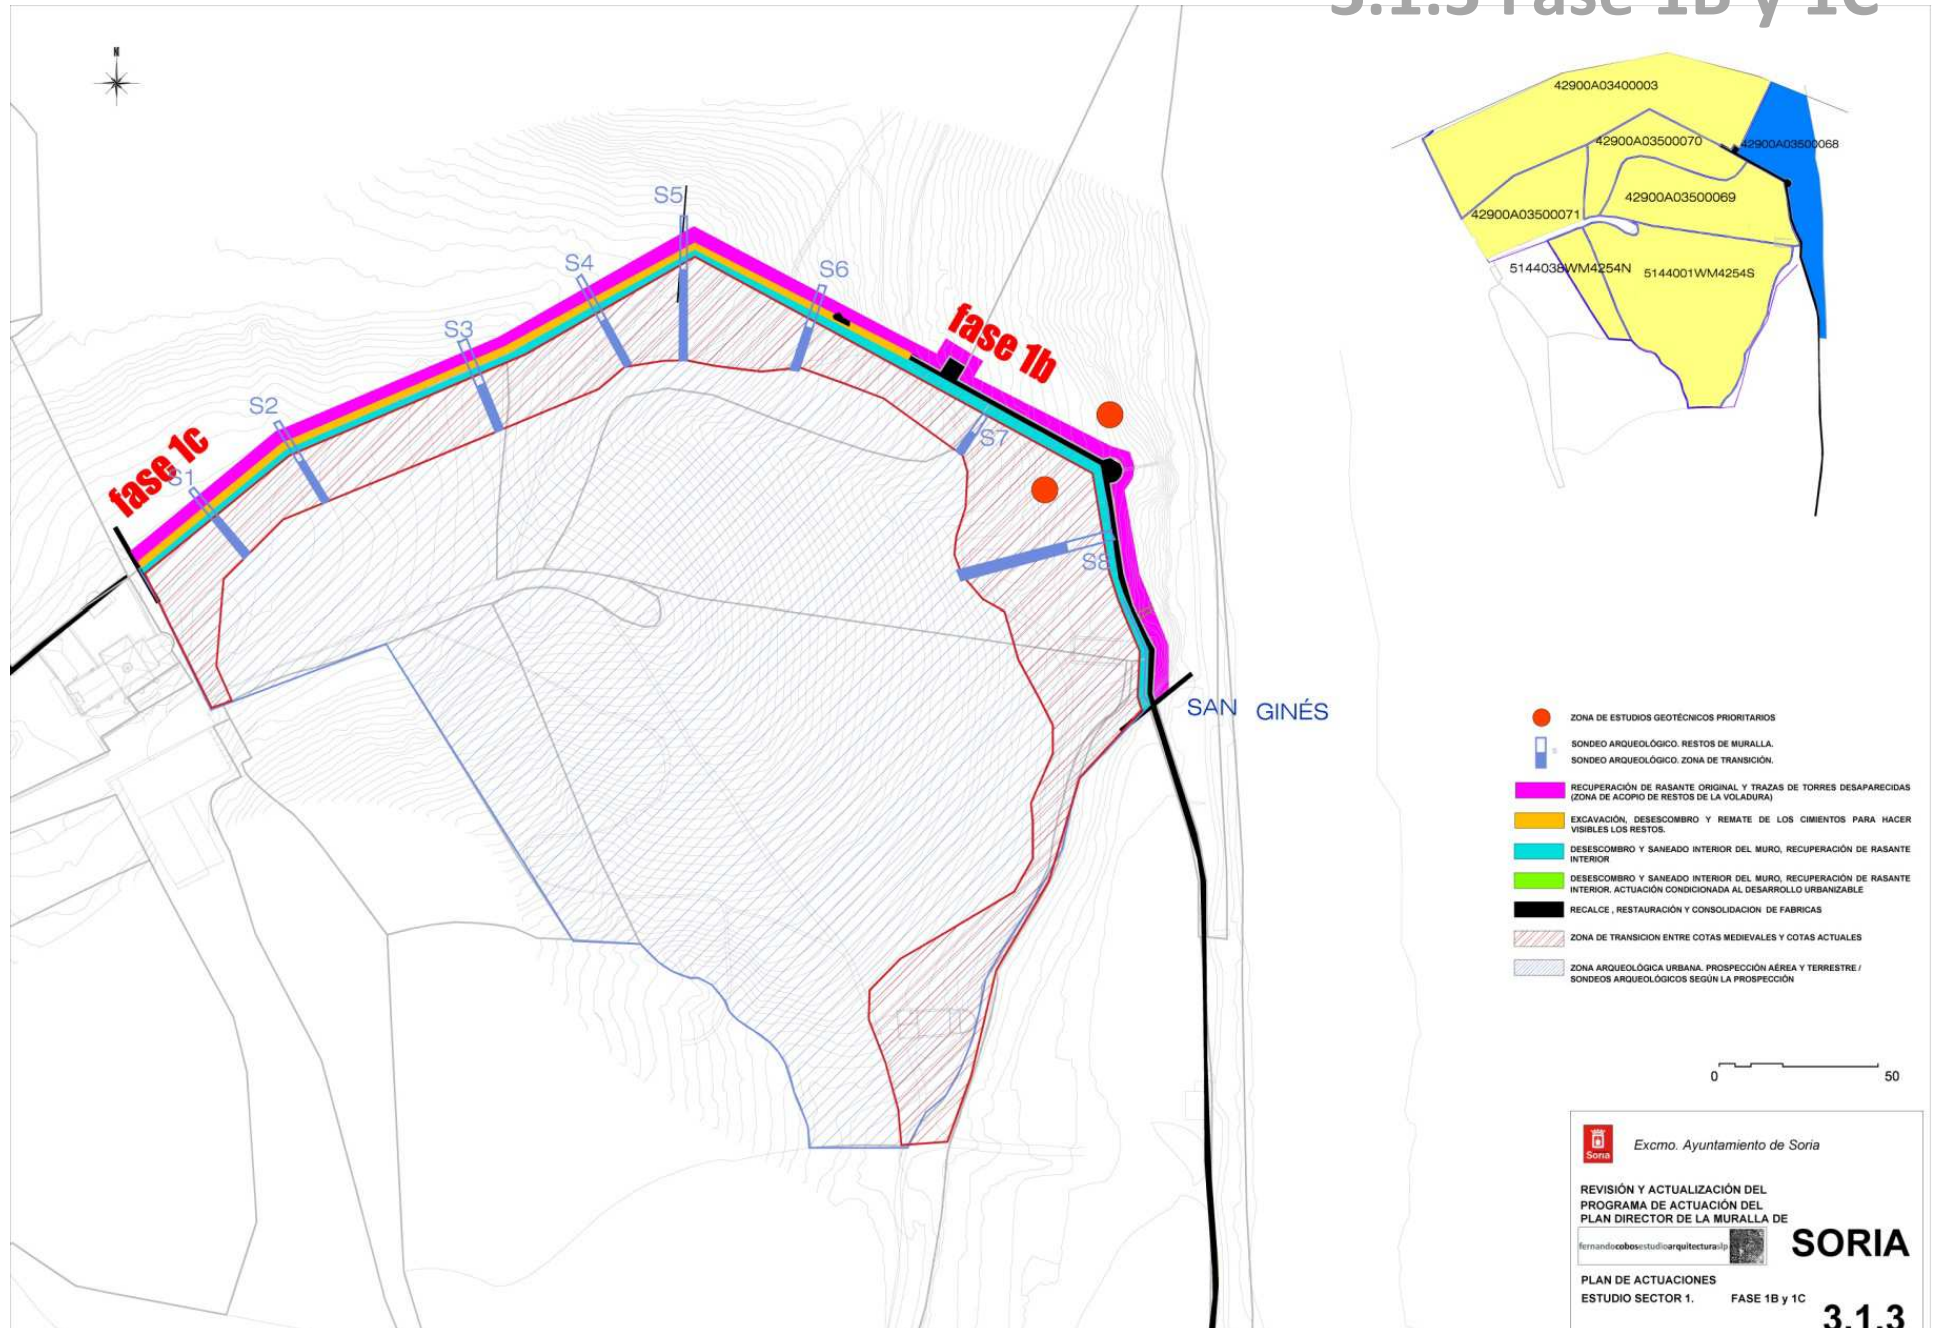 3.1.3 Fase 1B y 1C
N
42900A03400003
42900A03500070
42900A03500068
42900A03500069
42900A03500071
5144038WM4254N
5144001WM4254S
S5
S4
S6
S3
fase 1b
S2
S7
fase 1c
S1
S8
SAN GINÉS
ZONA DE ESTUDIOS GEOTÉCNICOS PRIORITARIOS
SONDEO ARQUEOLÓGICO. RESTOS DE MURALLA.
SONDEO ARQUEOLÓGICO. ZONA DE TRANSICIÓN.
RECUPERACIÓN DE RASANTE ORIGINAL Y TRAZAS DE TORRES DESAPARECIDAS
(ZONA DE ACOPIO DE RESTOS DE LA VOLADURA)
EXCAVACIÓN, DESESCOMBRO Y REMATE DE LOS CIMIENTOS PARA HACER
VISIBLES LOS RESTOS.
DESESCOMBRO Y SANEADO INTERIOR DEL MURO, RECUPERACIÓN DE RASANTE
INTERIOR
DESESCOMBRO Y SANEADO INTERIOR DEL MURO, RECUPERACIÓN DE RASANTE
INTERIOR. ACTUACIÓN CONDICIONADA AL DESARROLLO URBANIZABLE
RECALCE , RESTAURACIÓN Y CONSOLIDACION DE FABRICAS
ZONA DE TRANSICION ENTRE COTAS MEDIEVALES Y COTAS ACTUALES
ZONA ARQUEOLÓGICA URBANA. PROSPECCIÓN AÉREA Y TERRESTRE /
SONDEOS ARQUEOLÓGICOS SEGÚN LA PROSPECCIÓN
0 50
Soria
Excmo. Ayuntamiento de Soria
REVISIÓN Y ACTUALIZACIÓN DEL
PROGRAMA DE ACTUACIÓN DEL
PLAN DIRECTOR DE LA MURALLA DE
SORIA
fernandocobosestudioarquitecturaslp
PLAN DE ACTUACIONES
ESTUDIO SECTOR 1. FASE 1B y 1C
3.1.3